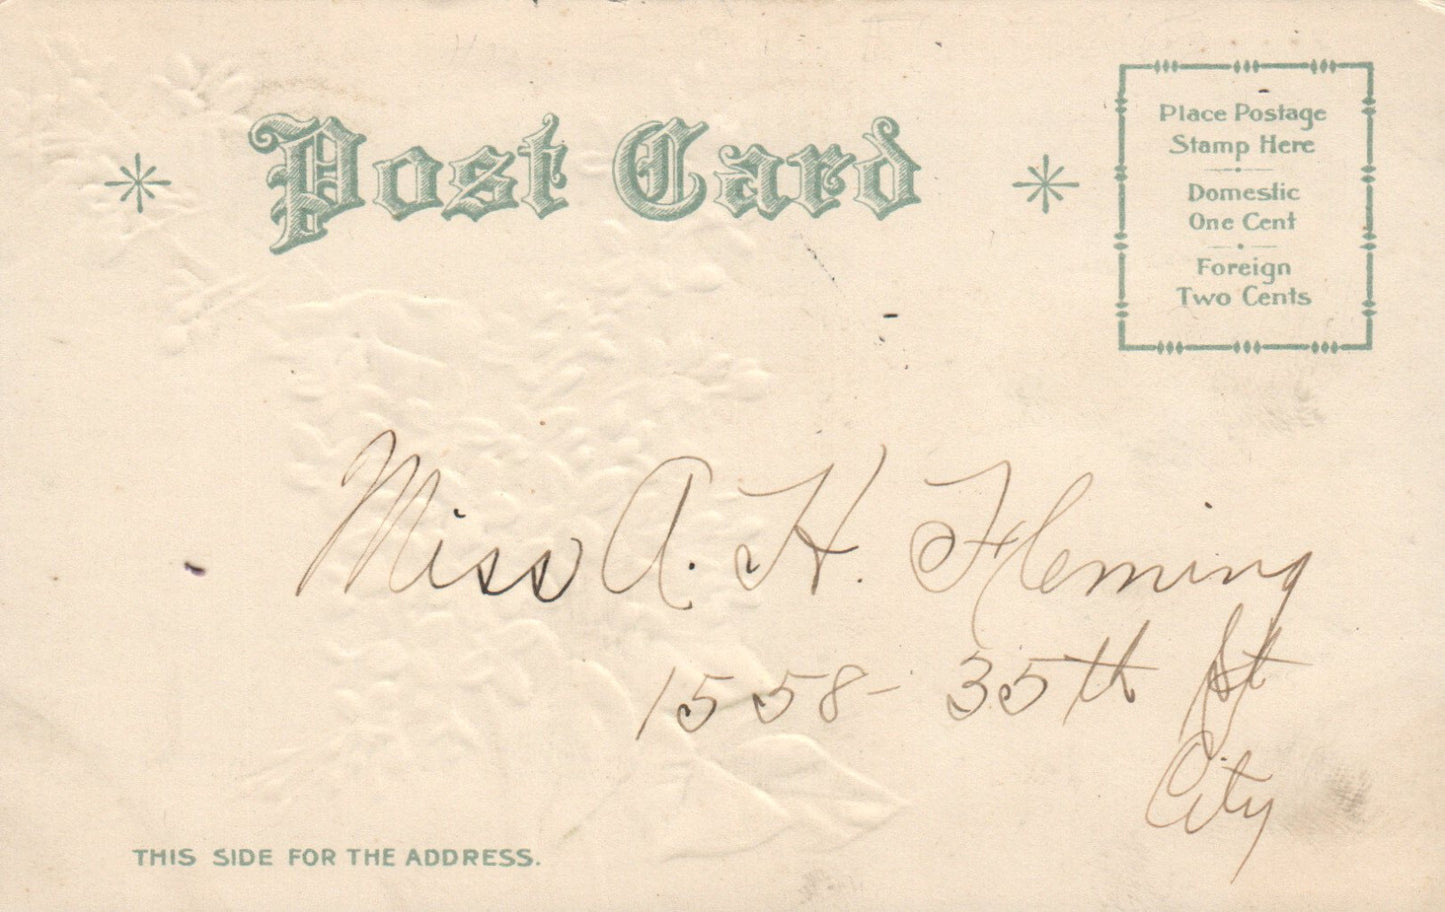 Post Card
Place Postage
Stamp Here
Domestic
One Cent
Foreign
Two Cents
Miss A. H. Fleming
1558- 35th St
City
THIS SIDE FOR THE ADDRESS.